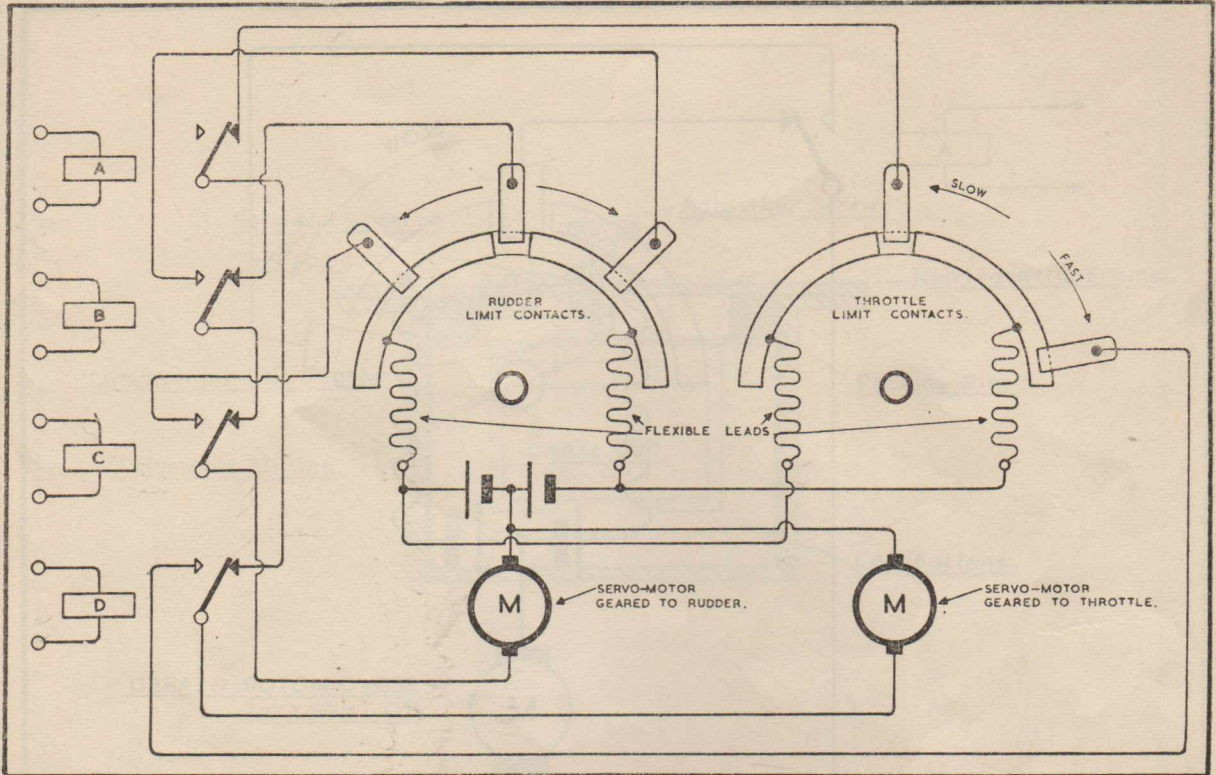 A
B
C
D
RUDDER
LIMIT CONTACTS.
THROTTLE
LIMIT CONTACTS.
SLOW
FAST
FLEXIBLE LEADS
M
SERVO-MOTOR
GEARED TO RUDDER.
M
SERVO-MOTOR
GEARED TO THROTTLE.